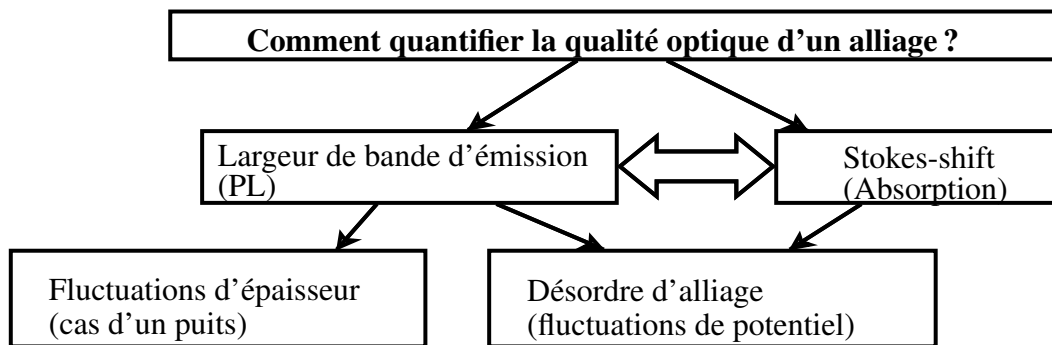 Comment quantifier la qualité optique d'un alliage ?
Largeur de bande d'émission
(PL)
Stokes-shift
(Absorption)
Fluctuations d'épaisseur
(cas d'un puits)
Désordre d'alliage
(fluctuations de potentiel)